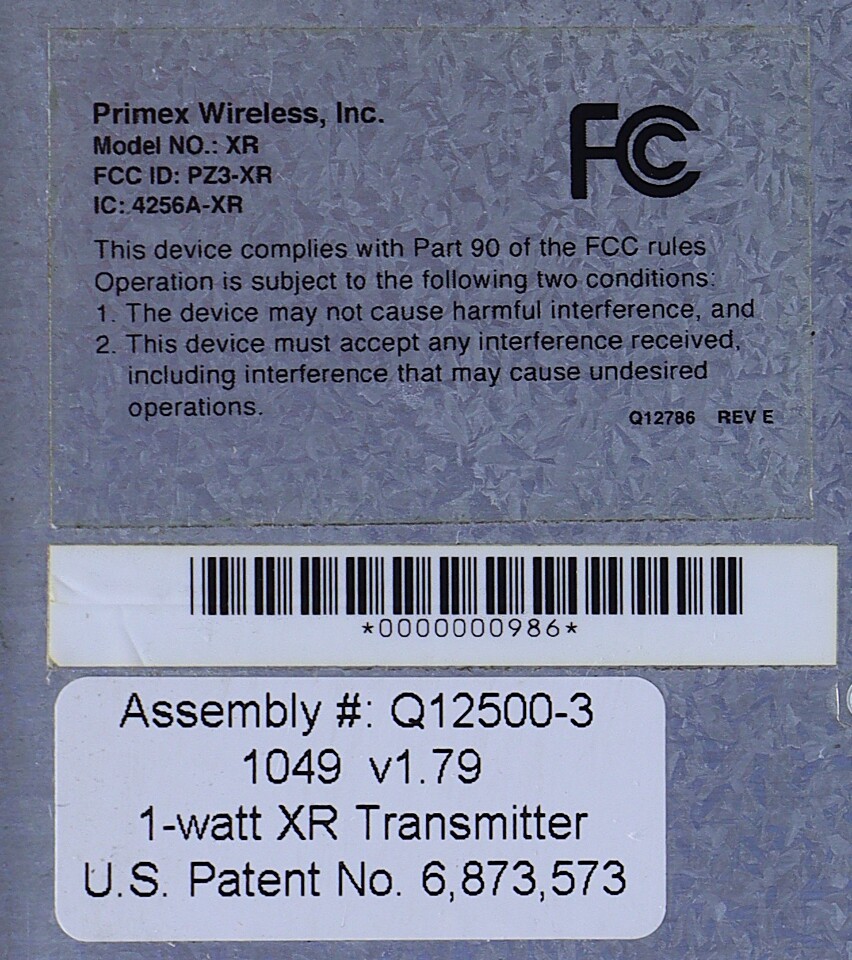 Primex Wireless, Inc.
Model NO.: XR
FCC ID: PZ3-XR
IC: 4256A-XR
FCC
This device complies with Part 90 of the FCC rules
Operation is subject to the following two conditions:
1. The device may not cause harmful interference, and
2. This device must accept any interference received,
including interference that may cause undesired
operations.
Q12786 REV E
*0000000986*
Assembly #: Q12500-3
1049 v1.79
1-watt XR Transmitter
U.S. Patent No. 6,873,573